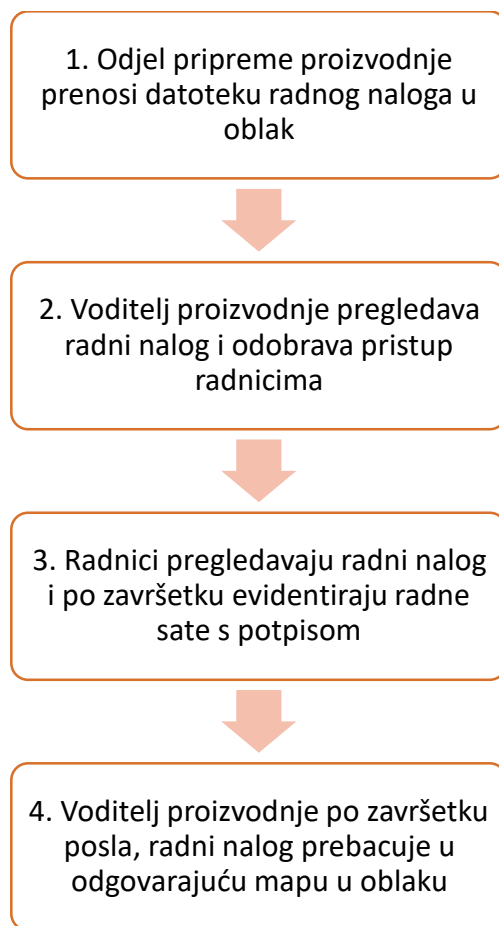 1. Odjel pripreme proizvodnje
prenosi datoteku radnog naloga u
oblak
2. Voditelj proizvodnje pregledava
radni nalog i odobrava pristup
radnicima
3. Radnici pregledavaju radni nalog
i po završetku evidentiraju radne
sate s potpisom
4. Voditelj proizvodnje po završetku
posla, radni nalog prebacuje u
odgovarajuću mapu u oblaku